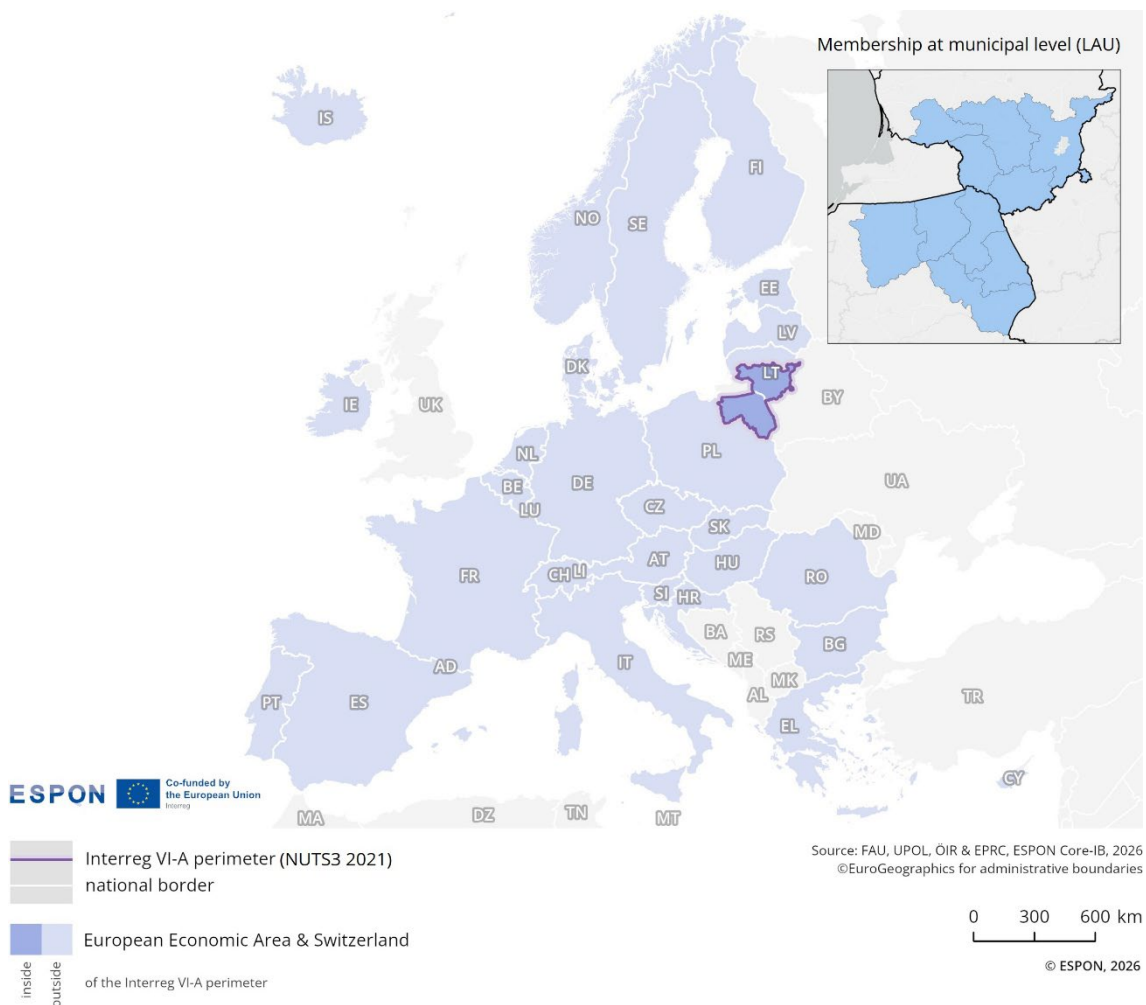 Membership at municipal level (LAU)
IS
FI
NO
SE
EE
LV
DK
LT
IE
UK
BY
NL
PL
BE
DE
LU
UA
CZ
SK
MD
AT
HU
FR
CH
LI
RO
SI
HR
BA
RS
BG
IT
ME
AD
MK
AL
PT
ES
TR
EL
CY
ESPON
Co-funded by
the European Union
Interreg
MA
DZ
TN
MT
Interreg VI-A perimeter (NUTS3 2021)
national border
Source: FAU, UPOL, ÖIR & EPRC, ESPON Core-IB, 2026
©EuroGeographics for administrative boundaries
0 300 600 km
European Economic Area & Switzerland
inside
outside
of the Interreg VI-A perimeter
© ESPON, 2026